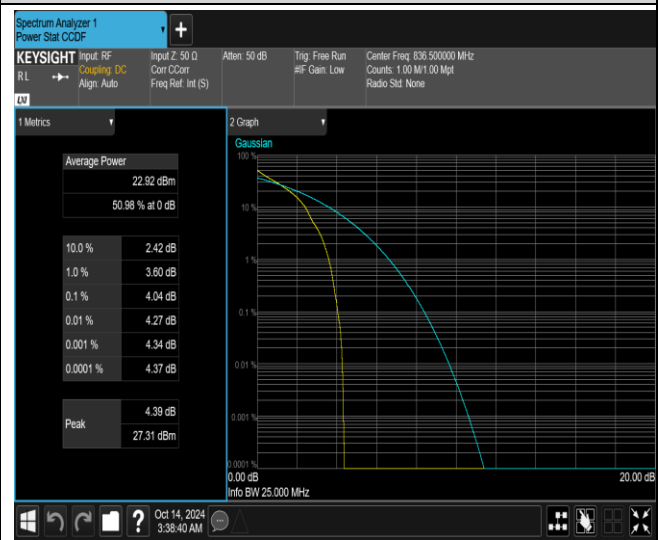 Spectrum Analyzer 1
Power Stat CCDF
+
KEYSIGHT
R L
LXI
Input: RF
Coupling: DC
Align: Auto
Input Z: 50 Ω
Corr CCorr
Freq Ref: Int (S)
Atten: 50 dB
Trig: Free Run
#IF Gain: Low
Center Freq: 836.500000 MHz
Counts: 1.00 M/1.00 Mpt
Radio Std: None
1 Metrics
Average Power
22.92 dBm
50.98 % at 0 dB
10.0 % 2.42 dB
1.0 % 3.60 dB
0.1 % 4.04 dB
0.01 % 4.27 dB
0.001 % 4.34 dB
0.0001 % 4.37 dB
Peak 4.39 dB
27.31 dBm
2 Graph
Gaussian
100 %
10 %
1 %
0.1 %
0.01 %
0.001 %
0.0001 %
0.00 dB 20.00 dB
Info BW 25.000 MHz
?
Oct 14, 2024
3:38:40 AM